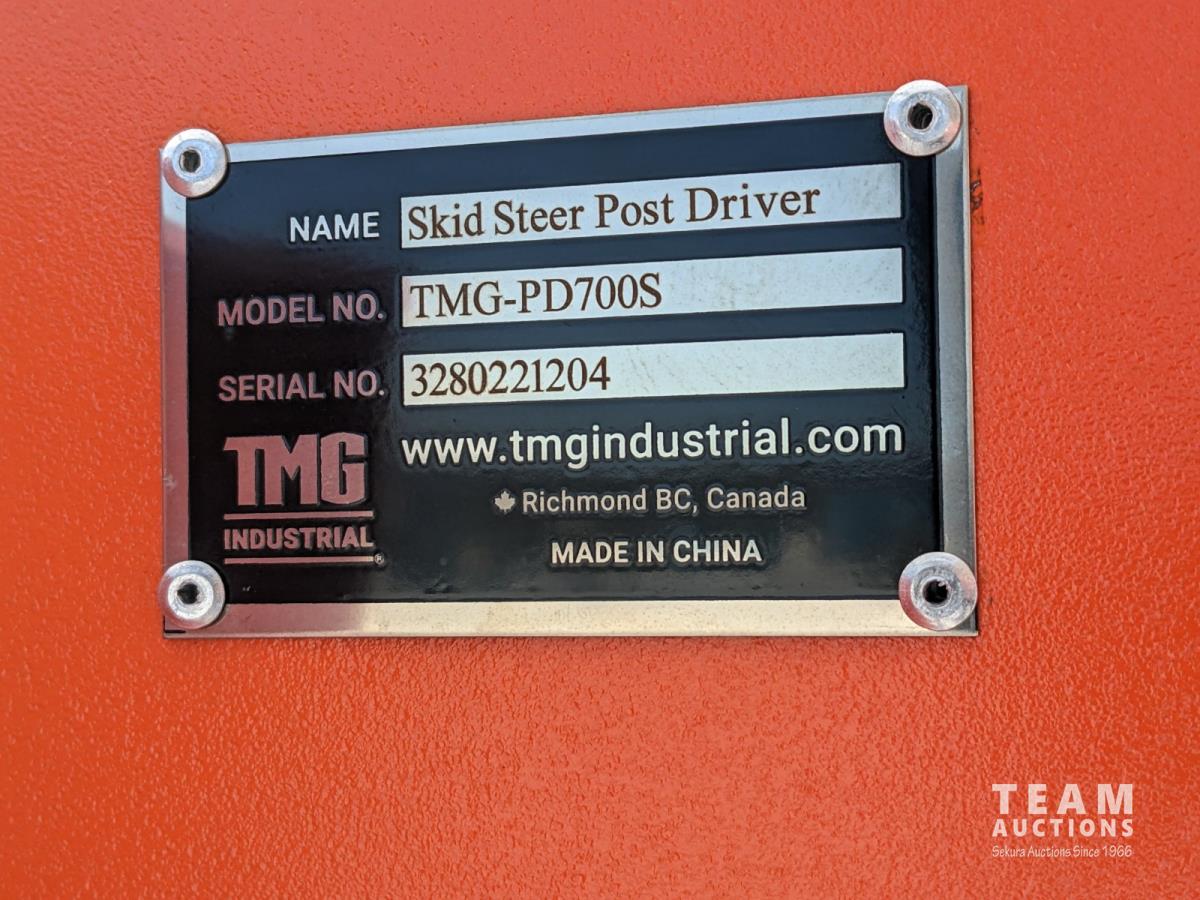 NAME Skid Steer Post Driver
MODEL NO. TMG-PD700S
SERIAL NO. 3280221204
TMG
INDUSTRIAL®
www.tmgindustrial.com
Richmond BC, Canada
MADE IN CHINA
TEAM
AUCTIONS
Sekura Auctions Since 1966